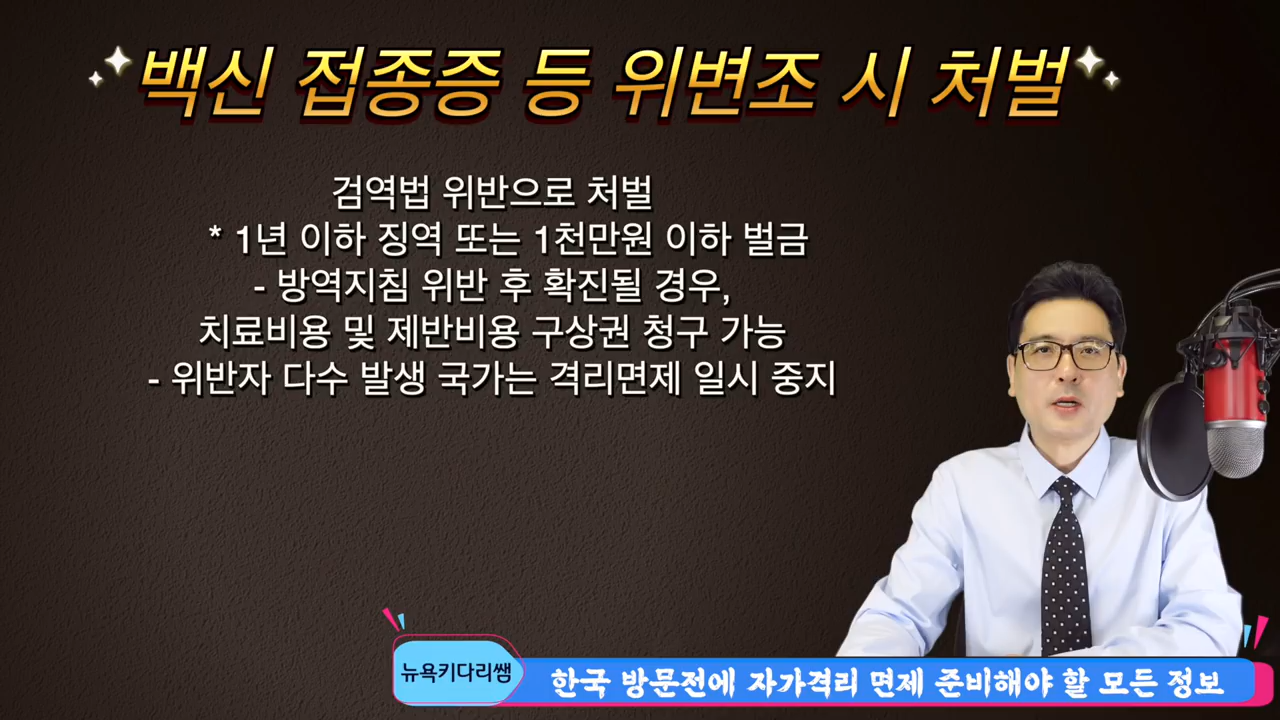 백신 접종증 등 위변조 시 처벌
검역법 위반으로 처벌
* 1년 이하 징역 또는 1천만원 이하 벌금
- 방역지침 위반 후 확진될 경우,
치료비용 및 제반비용 구상권 청구 가능
- 위반자 다수 발생 국가는 격리면제 일시 중지
뉴욕키다리쌤
한국 방문전에 자가격리 면제 준비해야 할 모든 정보